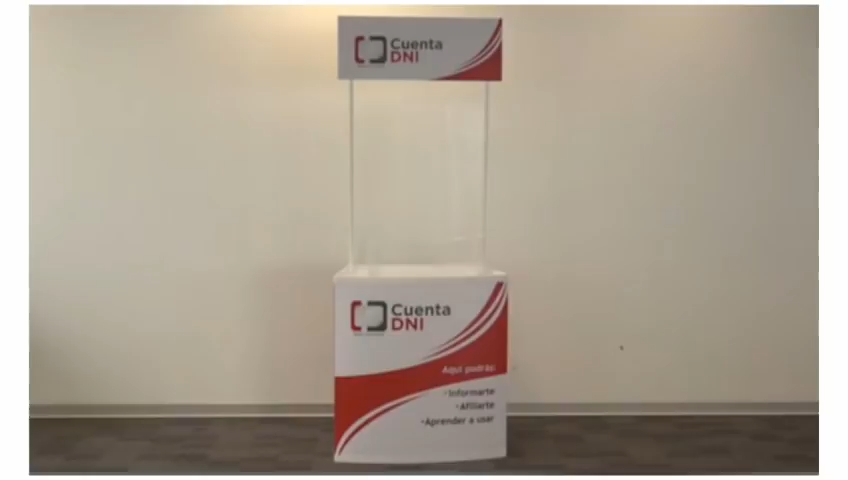 Cuenta
DNI
Cuenta
DNI
Aquí podrás:
•Informarte
•Afiliarte
•Aprender a usar